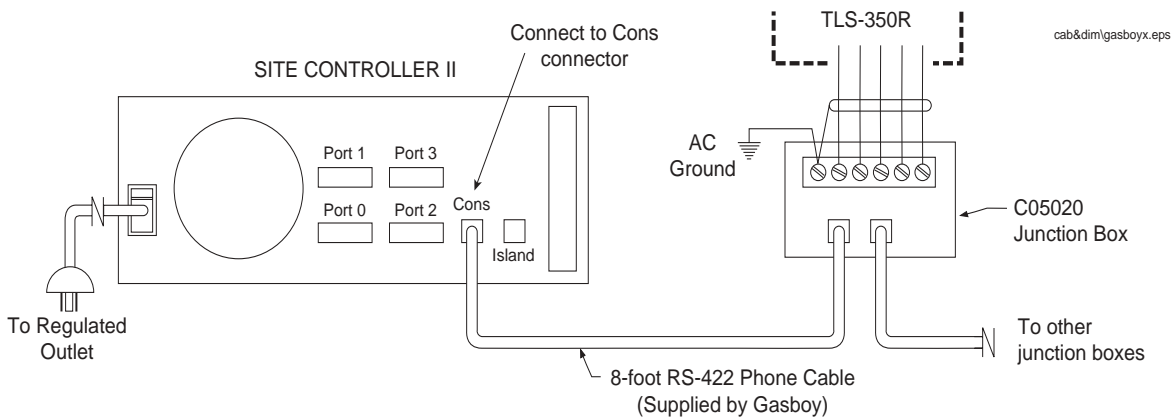 TLS-350R
cab&dim\gasboyx.eps
Connect to Cons
connector
SITE CONTROLLER II
AC
Ground
Port 1
Port 3
Port 0
Port 2
Cons
Island
C05020
Junction Box
To Regulated
Outlet
To other
junction boxes
8-foot RS-422 Phone Cable
(Supplied by Gasboy)